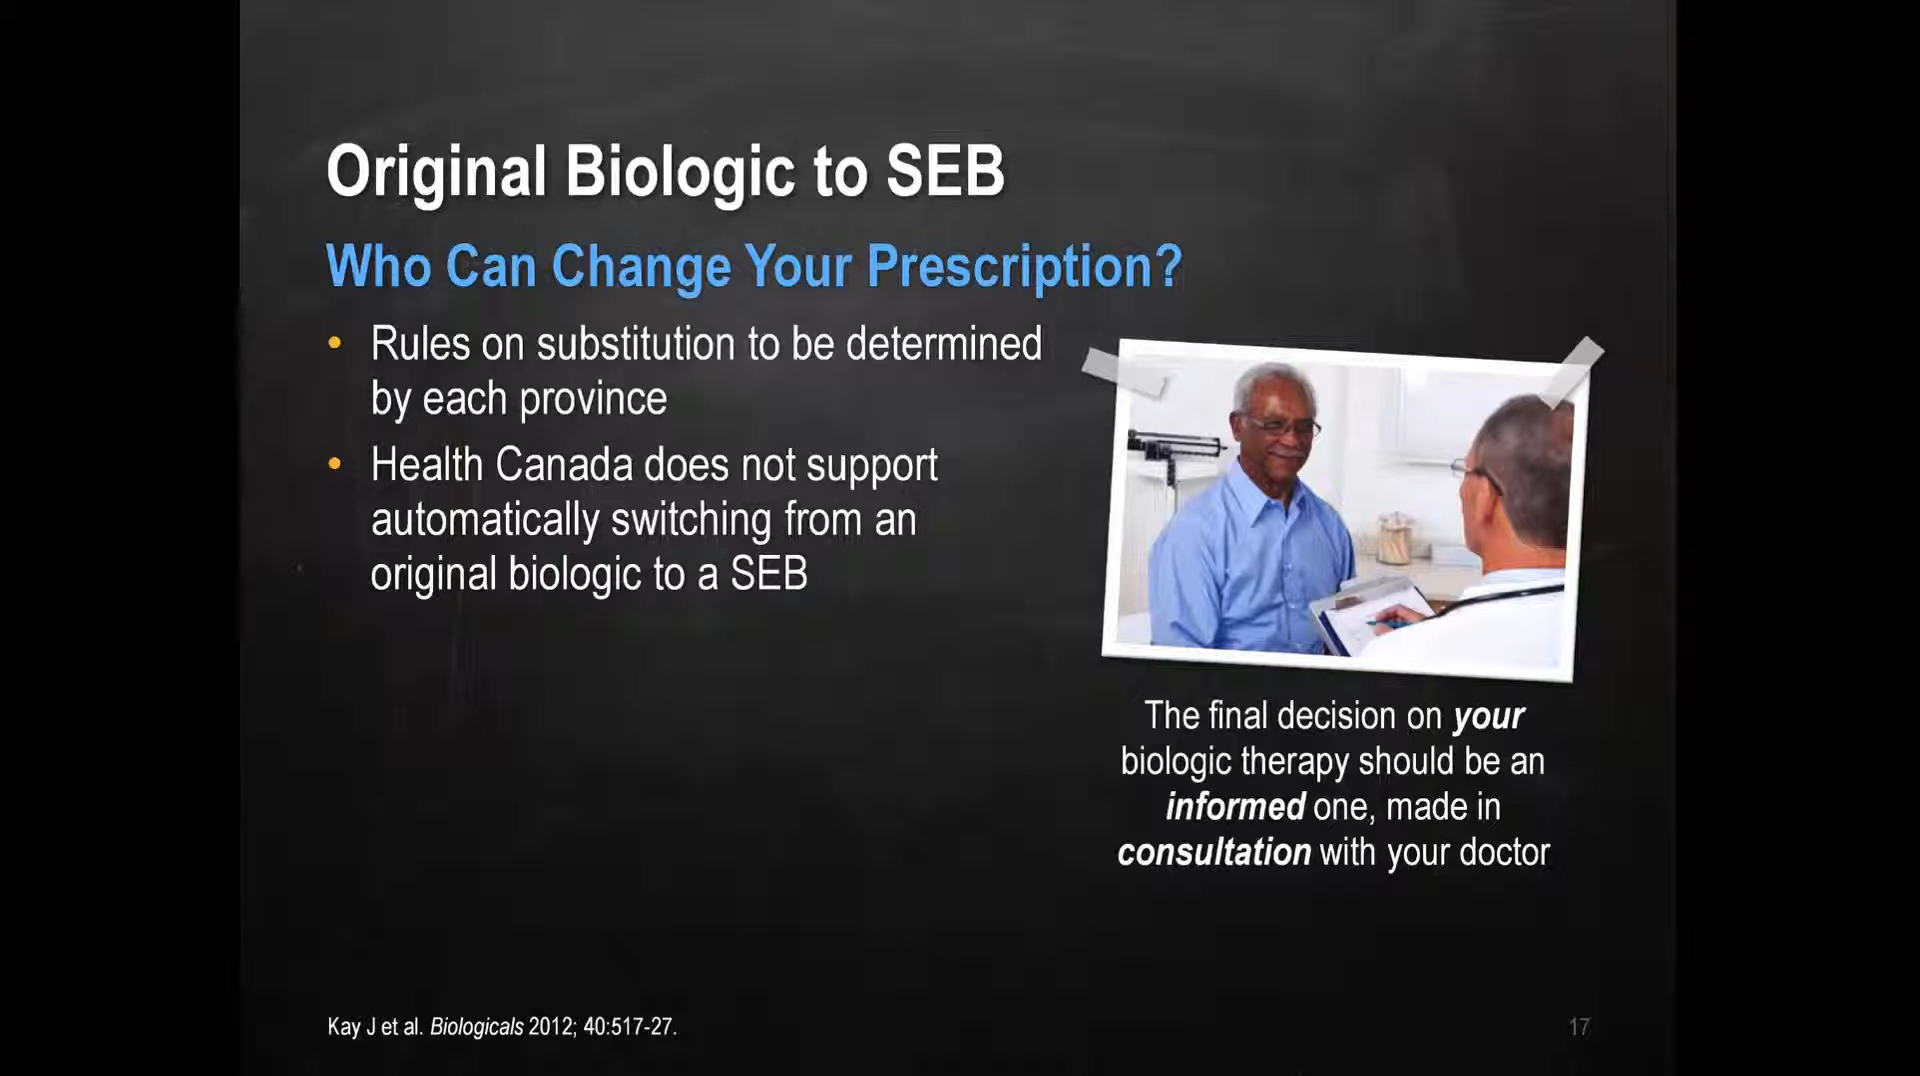 Original Biologic to SEB
Who Can Change Your Prescription?
• Rules on substitution to be determined
by each province
• Health Canada does not support
automatically switching from an
original biologic to a SEB
The final decision on your
biologic therapy should be an
informed one, made in
consultation with your doctor
Kay J et al. Biologicals 2012; 40:517-27.
17